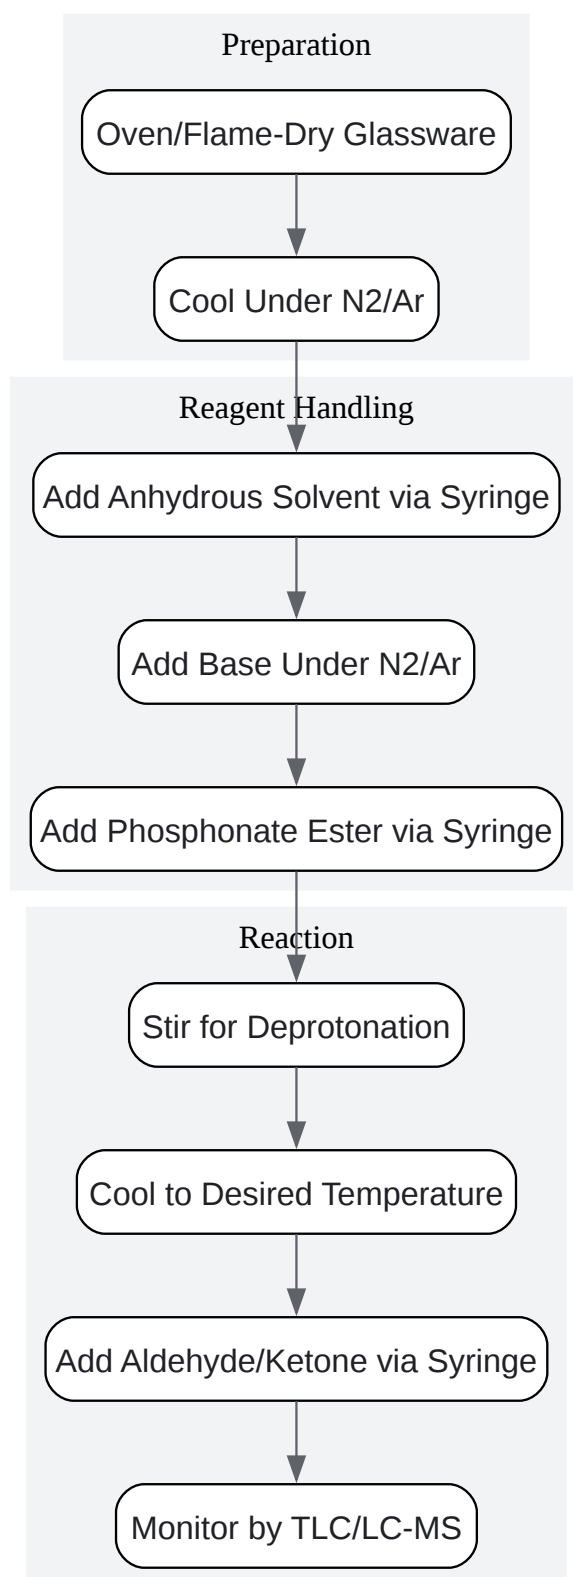 Preparation
Oven/Flame-Dry Glassware
Cool Under N2/Ar
Reagent Handling
Add Anhydrous Solvent via Syringe
Add Base Under N2/Ar
Add Phosphonate Ester via Syringe
Reaction
Stir for Deprotonation
Cool to Desired Temperature
Add Aldehyde/Ketone via Syringe
Monitor by TLC/LC-MS